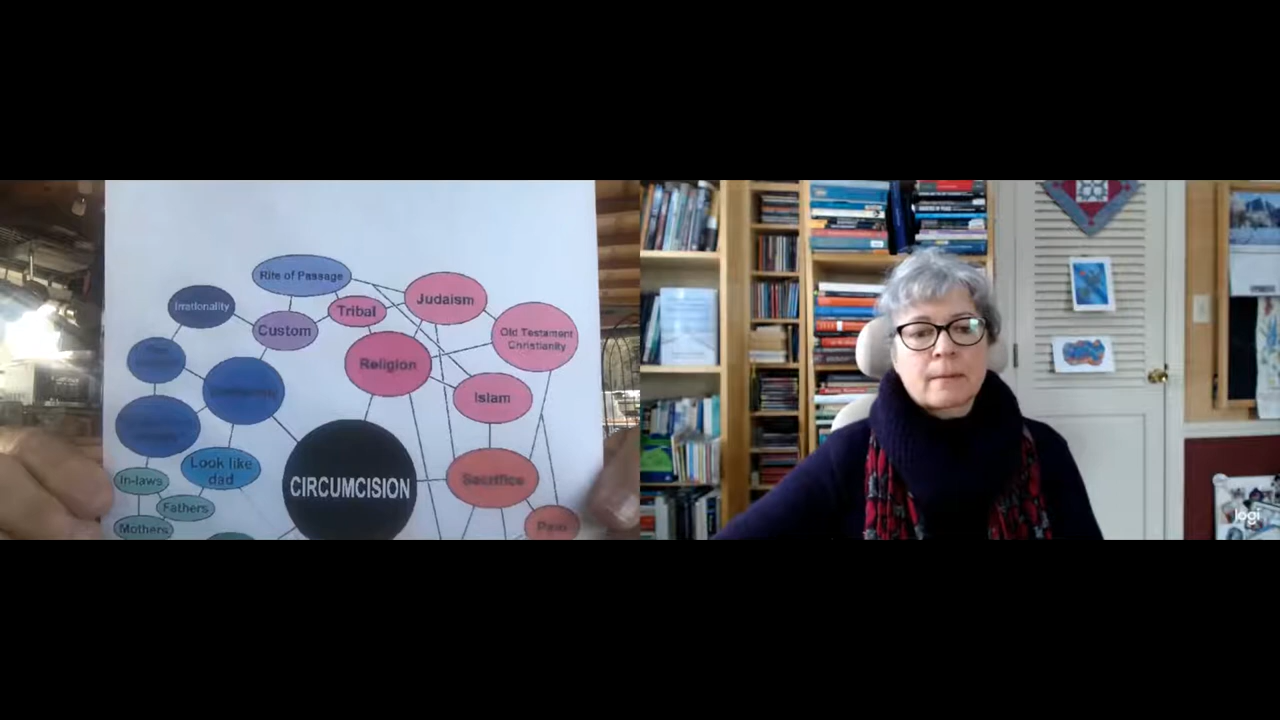 Rite of Passage
Judaism
Irrationality
Tribal
Custom
Old Testament
Christianity
Religion
Islam
Look like
dad
In-laws
CIRCUMCISION
Sacrifice
Fathers
Mothers
Pain
logi